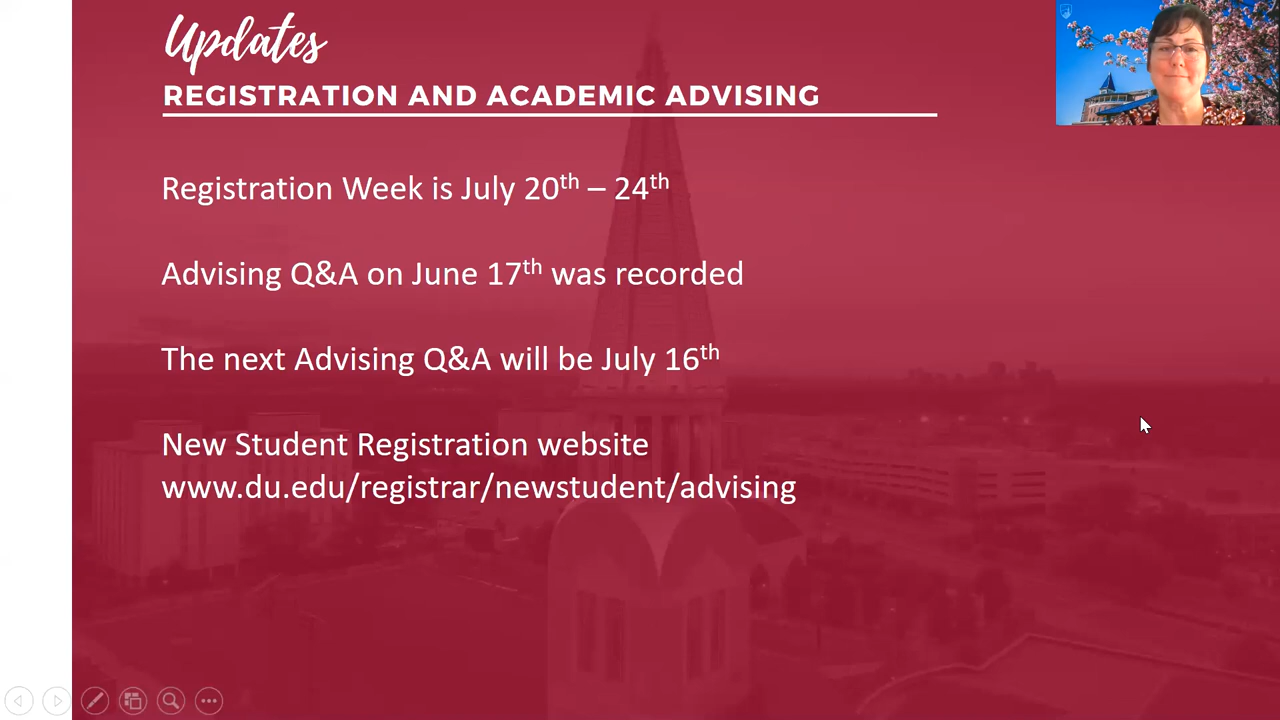 Updates
REGISTRATION AND ACADEMIC ADVISING
Registration Week is July 20th – 24th
Advising Q&A on June 17th was recorded
The next Advising Q&A will be July 16th
New Student Registration website
www.du.edu/registrar/newstudent/advising